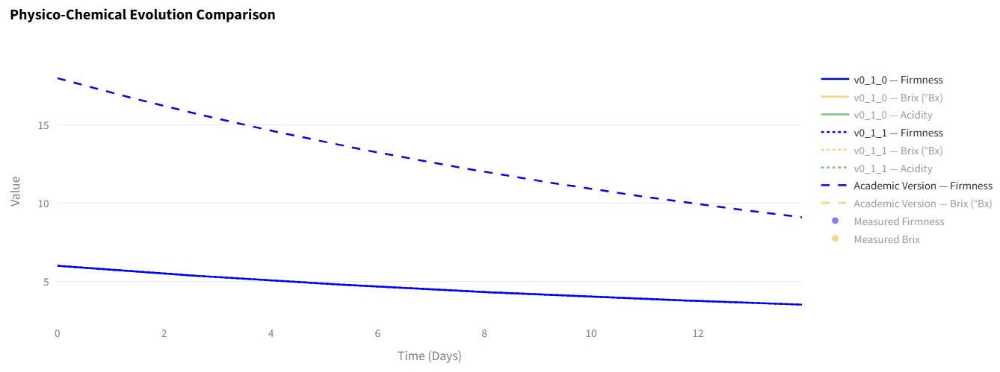 Physico-Chemical Evolution Comparison
v0_1_0 — Firmness
v0_1_0 — Brix (°Bx)
v0_1_0 — Acidity
v0_1_1 — Firmness
v0_1_1 — Brix (°Bx)
v0_1_1 — Acidity
Academic Version — Firmness
Academic Version — Brix (°Bx)
Measured Firmness
Measured Brix
Value
15
10
5
0 2 4 6 8 10 12
Time (Days)